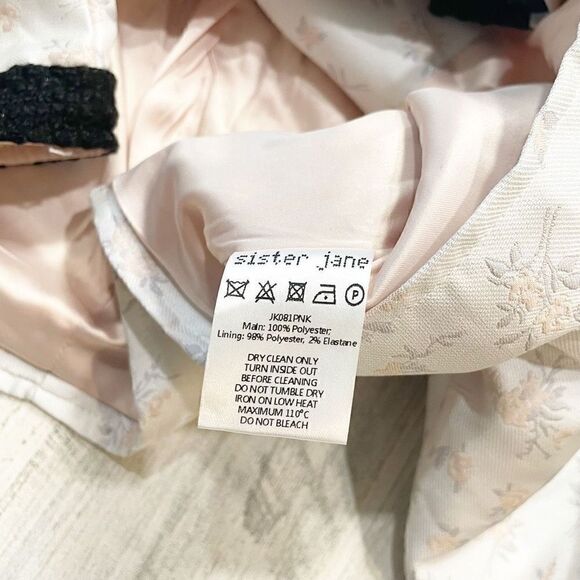 sister jane
P
JK081PNK
Main: 100% Polyester;
Lining: 98% Polyester, 2% Elastane
DRY CLEAN ONLY
TURN INSIDE OUT
BEFORE CLEANING
DO NOT TUMBLE DRY
IRON ON LOW HEAT
MAXIMUM 110°C
DO NOT BLEACH